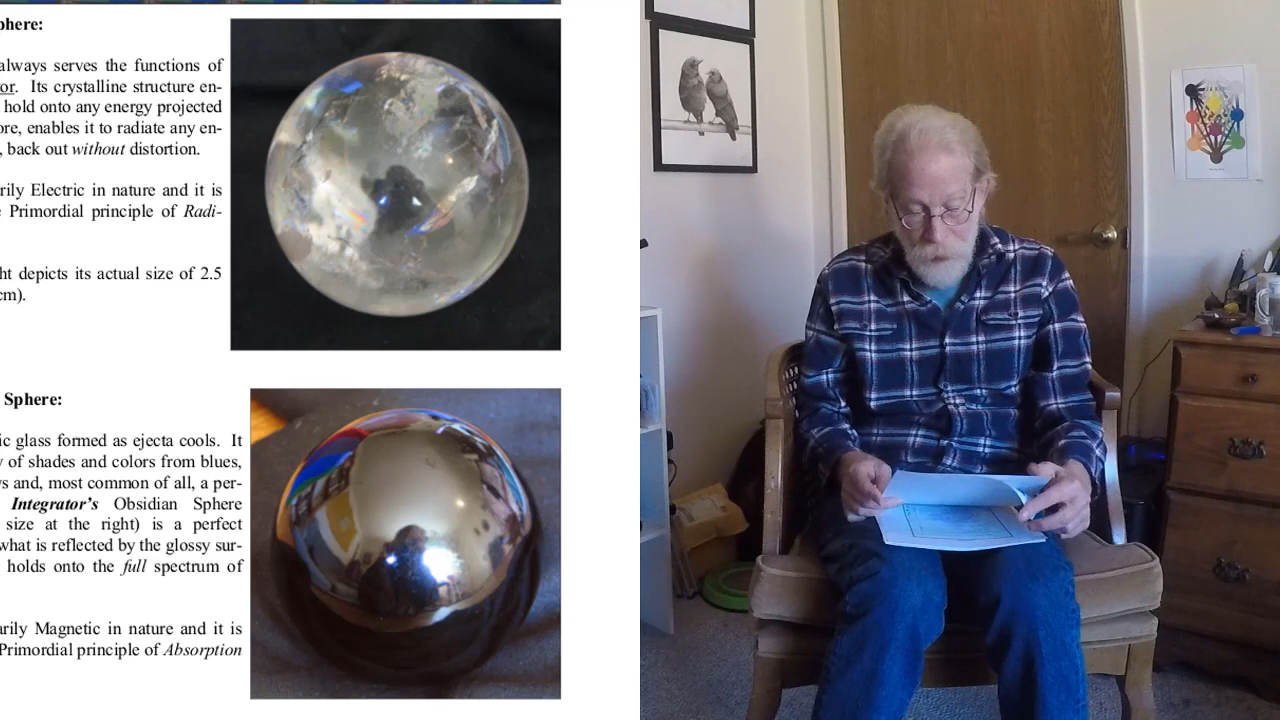 phere:
always serves the functions of
or. Its crystalline structure en-
hold onto any energy projected
ore, enables it to radiate any en-
, back out without distortion.
rily Electric in nature and it is
e Primordial principle of Radi-
ht depicts its actual size of 2.5
cm).
Sphere:
ic glass formed as ejecta cools. It
y of shades and colors from blues,
ws and, most common of all, a per-
Integrator's Obsidian Sphere
size at the right) is a perfect
what is reflected by the glossy sur-
holds onto the full spectrum of
arily Magnetic in nature and it is
Primordial principle of Absorption